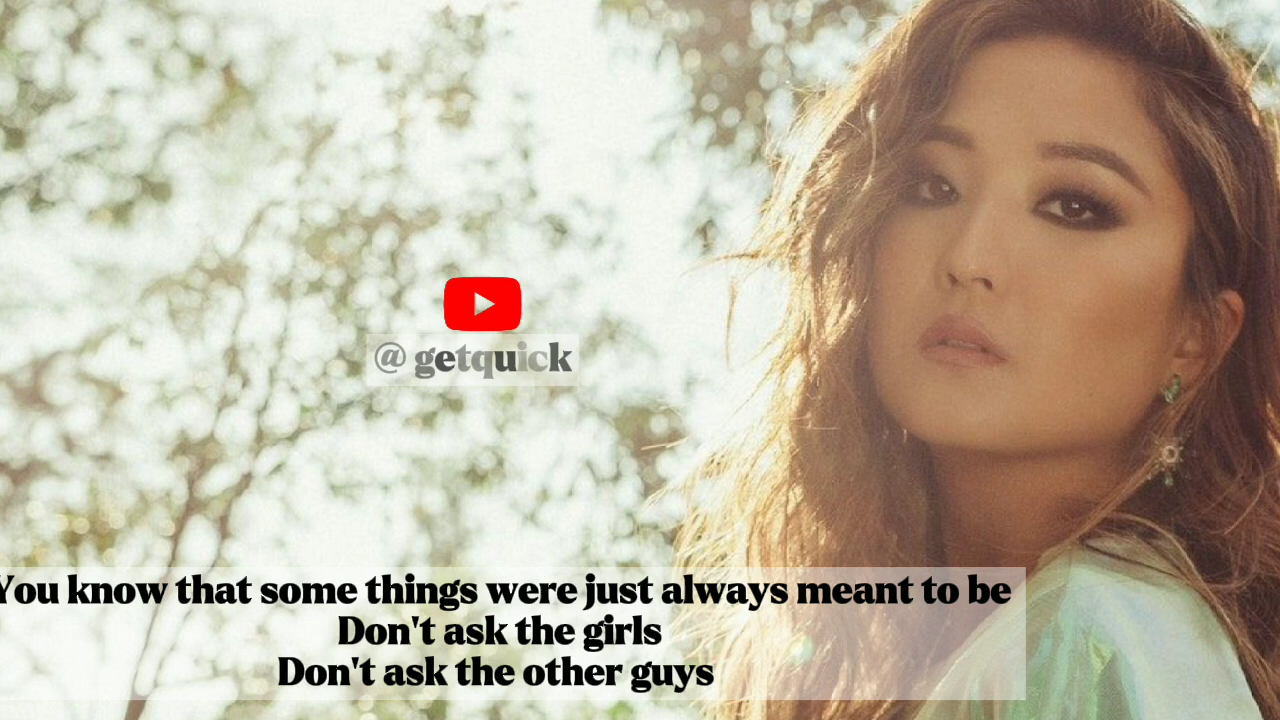 @ getquick
You know that some things were just always meant to be
Don't ask the girls
Don't ask the other guys